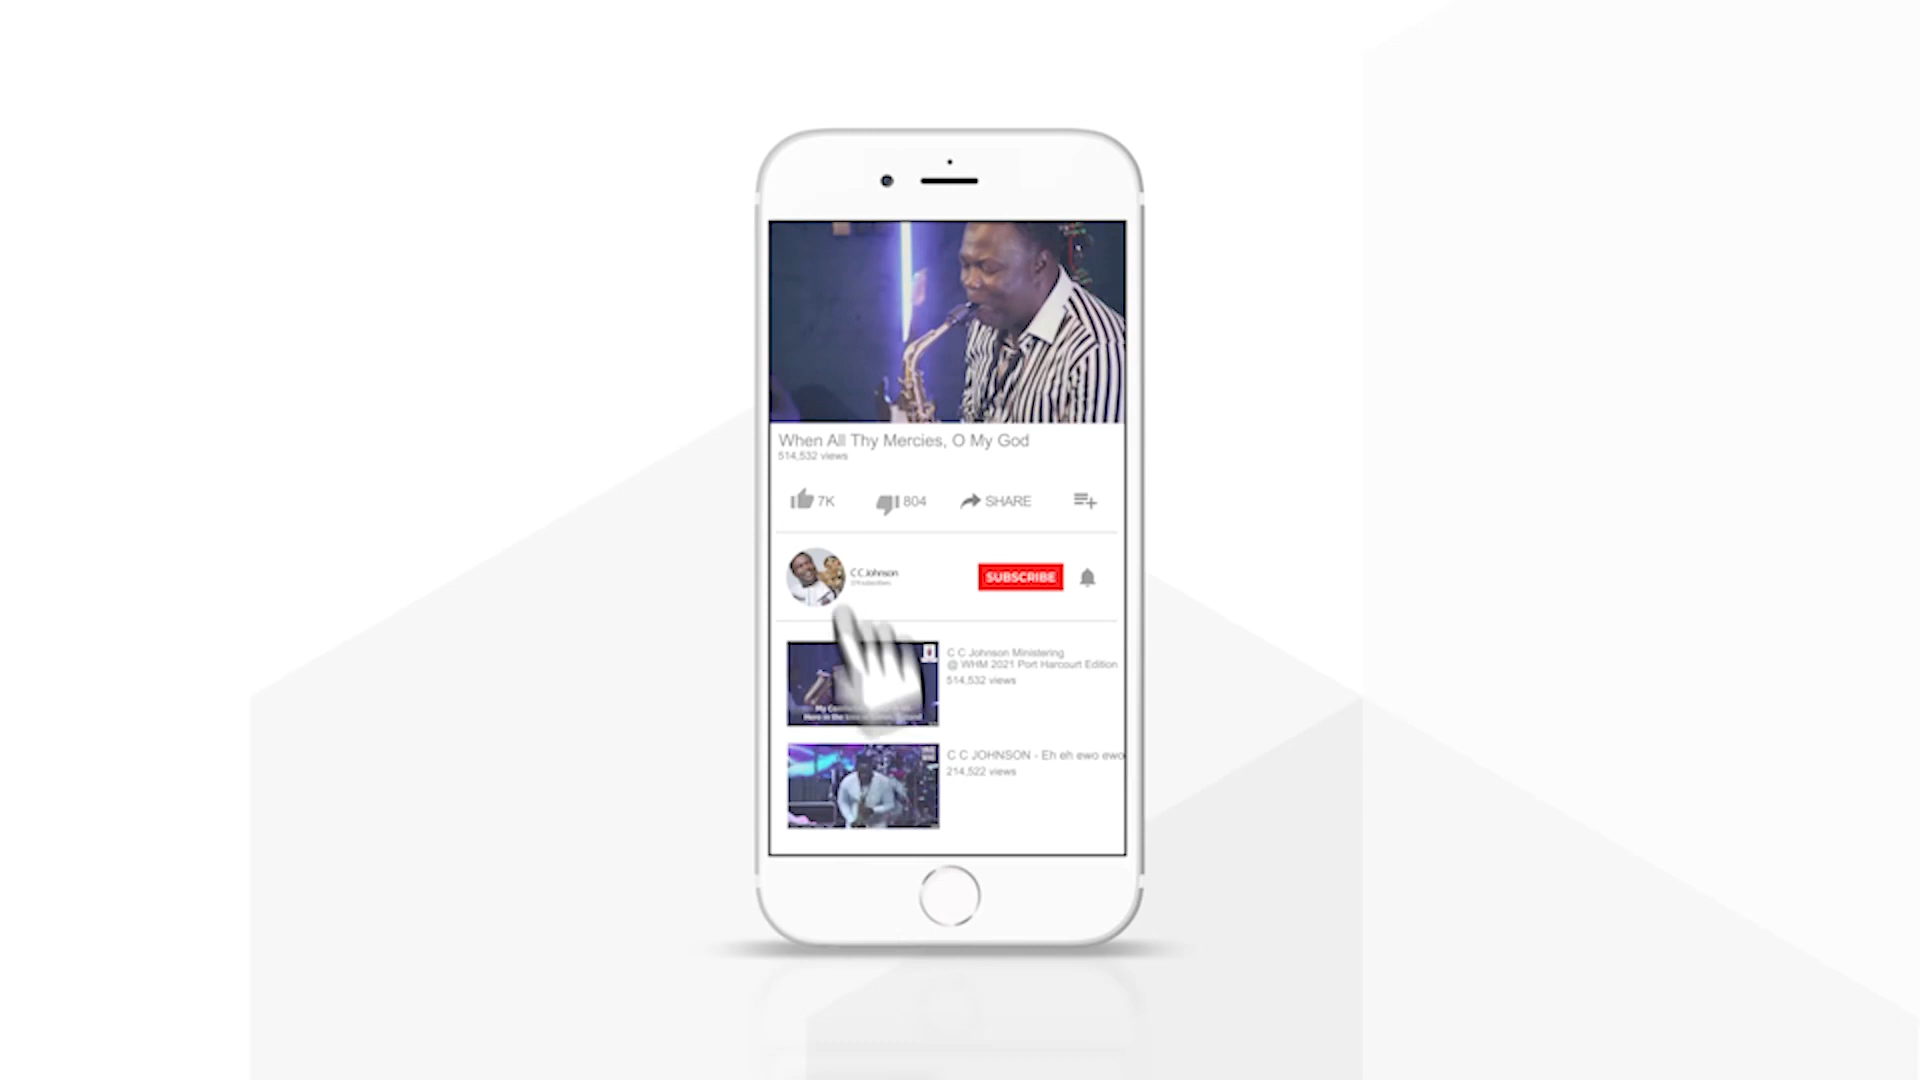 When All Thy Mercies, O My God
514,532 views
7K
804
SHARE
C C Johnson
SUBSCRIBE
C C Johnson Ministering
@ WHM 2021 Port Harcourt Edition
514,532 views
C C JOHNSON - Eh eh ewo ewo
214,522 views